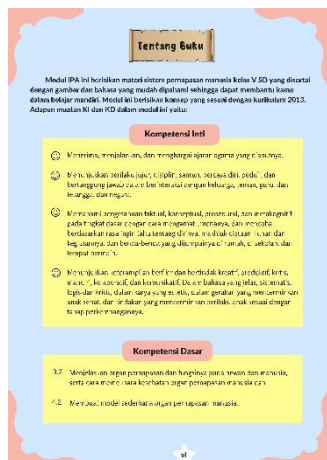 Tentang Buku
Modul IPA ini berisikan materi sistem pernapasan manusia kelas V SD yang disertai
dengan gambar dan bahasa yang mudah dipahami sehingga dapat membantu kamu
dalam belajar mandiri. Modul ini berisikan konsep yang sesuai dengan kurikulum 2013.
Adapun muatan KI dan KD dalam modul ini yaitu:
Kompetensi Inti
Menerima, menjalankan, dan menghargai ajaran agama yang dianutnya.
Menunjukkan perilaku jujur, disiplin, santun, percaya diri, peduli, dan
bertanggung jawab dalam berinteraksi dengan keluarga, teman, guru, dan
tetangga, dan negara.
Memahami pengetahuan faktual, konseptual, prosedural, dan metakognitif
pada tingkat dasar dengan cara mengamati, menanya, dan mencoba
berdasarkan rasa ingin tahu tentang dirinya, makhluk ciptaan Tuhan dan
kegiatannya, dan benda-benda yang dijumpainya di rumah, di sekolah, dan
tempat bermain.
Menunjukkan keterampilan berfikir dan bertindak kreatif, produktif, kritis,
mandiri, kolaboratif, dan komunikatif. Dalam bahasa yang jelas, sistematis,
logis dan kritis, dalam karya yang estetis, dalam gerakan yang mencerminkan
anak sehat, dan tindakan yang mencerminkan perilaku anak sesuai dengan
tahap perkembangannya.
Kompetensi Dasar
3.2 Menjelaskan organ pernapasan dan fungsinya pada hewan dan manusia,
serta cara memelihara kesehatan organ pernapasan manusia dan
4.2 Membuat model sederhana organ pernapasan manusia.
vi